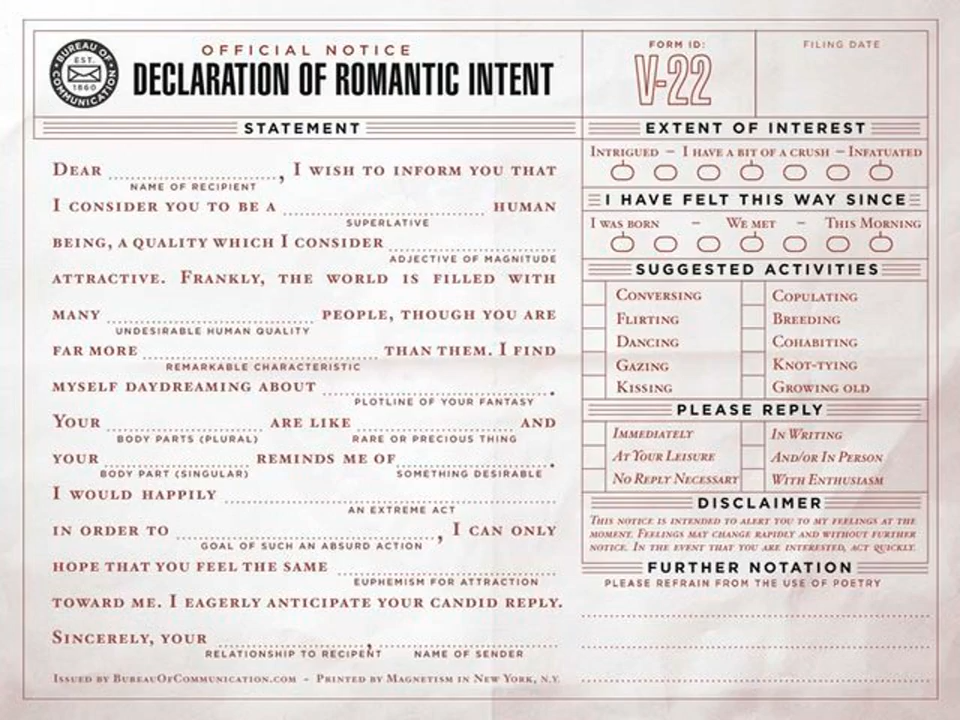 BUREAU OF COMMUNICATION
EST.
1860
OFFICIAL NOTICE
DECLARATION OF ROMANTIC INTENT
FORM ID:
V-22
FILING DATE
STATEMENT
DEAR , I WISH TO INFORM YOU THAT
NAME OF RECIPIENT
I CONSIDER YOU TO BE A HUMAN
SUPERLATIVE
BEING, A QUALITY WHICH I CONSIDER
ADJECTIVE OF MAGNITUDE
ATTRACTIVE. FRANKLY, THE WORLD IS FILLED WITH
MANY PEOPLE, THOUGH YOU ARE
UNDESIRABLE HUMAN QUALITY
FAR MORE THAN THEM. I FIND
REMARKABLE CHARACTERISTIC
MYSELF DAYDREAMING ABOUT .
PLOTLINE OF YOUR FANTASY
YOUR ARE LIKE AND
BODY PARTS (PLURAL) RARE OR PRECIOUS THING
YOUR REMINDS ME OF .
BODY PART (SINGULAR) SOMETHING DESIRABLE
I WOULD HAPPILY
AN EXTREME ACT
IN ORDER TO , I CAN ONLY
GOAL OF SUCH AN ABSURD ACTION
HOPE THAT YOU FEEL THE SAME
EUPHEMISM FOR ATTRACTION
TOWARD ME. I EAGERLY ANTICIPATE YOUR CANDID REPLY.
SINCERELY, YOUR ,
RELATIONSHIP TO RECIPENT NAME OF SENDER
ISSUED BY BUREAUOFCOMMUNICATION.COM – PRINTED BY MAGNETISM IN NEW YORK, N.Y.
EXTENT OF INTEREST
INTRIGUED – I HAVE A BIT OF A CRUSH – INFATUATED
I HAVE FELT THIS WAY SINCE
I WAS BORN – WE MET – THIS MORNING
SUGGESTED ACTIVITIES
CONVERSING COPULATING
FLIRTING BREEDING
DANCING COHABITING
GAZING KNOT-TYING
KISSING GROWING OLD
PLEASE REPLY
IMMEDIATELY IN WRITING
AT YOUR LEISURE AND/OR IN PERSON
NO REPLY NECESSARY WITH ENTHUSIASM
DISCLAIMER
THIS NOTICE IS INTENDED TO ALERT YOU TO MY FEELINGS AT THE
MOMENT. FEELINGS MAY CHANGE RAPIDLY AND WITHOUT FURTHER
NOTICE. IN THE EVENT THAT YOU ARE INTERESTED, ACT QUICKLY.
FURTHER NOTATION
PLEASE REFRAIN FROM THE USE OF POETRY